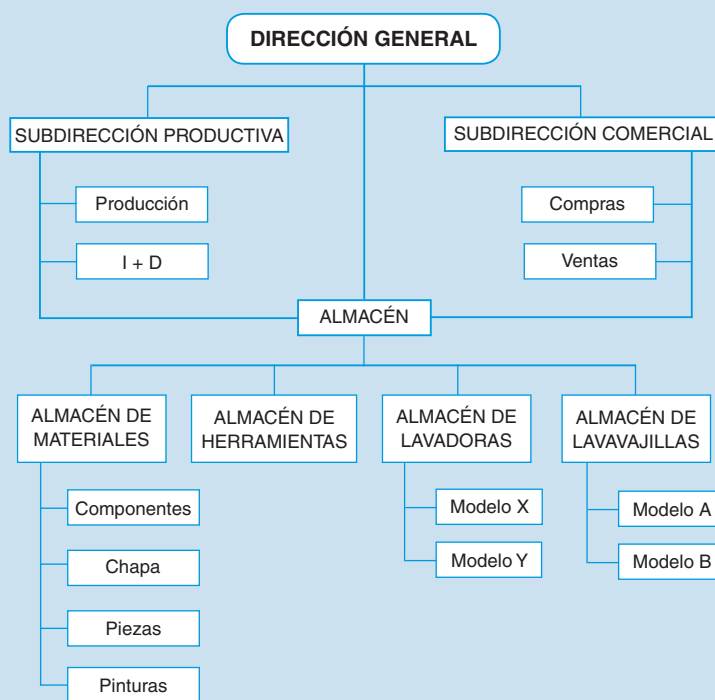 DIRECCIÓN GENERAL
SUBDIRECCIÓN PRODUCTIVA
SUBDIRECCIÓN COMERCIAL
Producción
Compras
I + D
Ventas
ALMACÉN
ALMACÉN DE
MATERIALES
ALMACÉN DE
HERRAMIENTAS
ALMACÉN DE
LAVADORAS
ALMACÉN DE
LAVAVAJILLAS
Componentes
Chapa
Piezas
Pinturas
Modelo X
Modelo Y
Modelo A
Modelo B